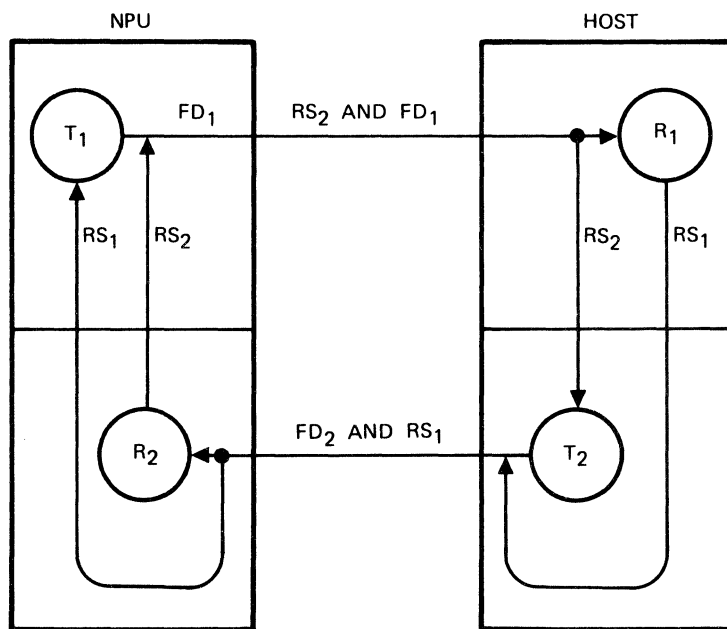 NPU
HOST
T1
FD1
RS2 AND FD1
R1
RS1
RS2
RS2
RS1
R2
FD2 AND RS1
T2